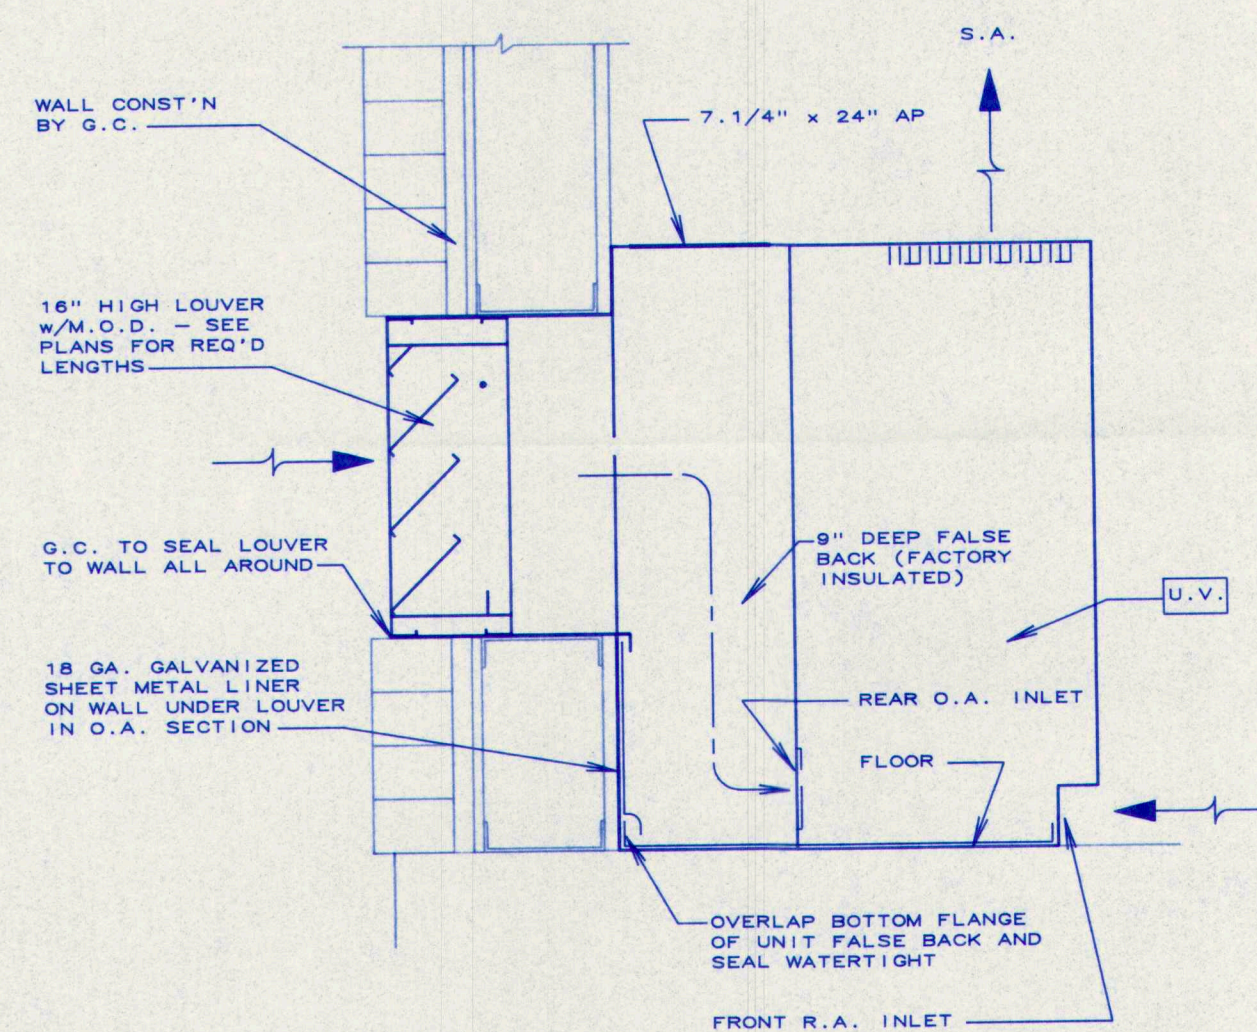 S.A.
WALL CONST'N
BY G.C.
7.1/4" x 24" AP
16" HIGH LOUVER
w/M.O.D. – SEE
PLANS FOR REQ'D
LENGTHS
G.C. TO SEAL LOUVER
TO WALL ALL AROUND
9" DEEP FALSE
BACK (FACTORY
INSULATED)
U.V.
18 GA. GALVANIZED
SHEET METAL LINER
ON WALL UNDER LOUVER
IN O.A. SECTION
REAR O.A. INLET
FLOOR
OVERLAP BOTTOM FLANGE
OF UNIT FALSE BACK AND
SEAL WATERTIGHT
FRONT R.A. INLET